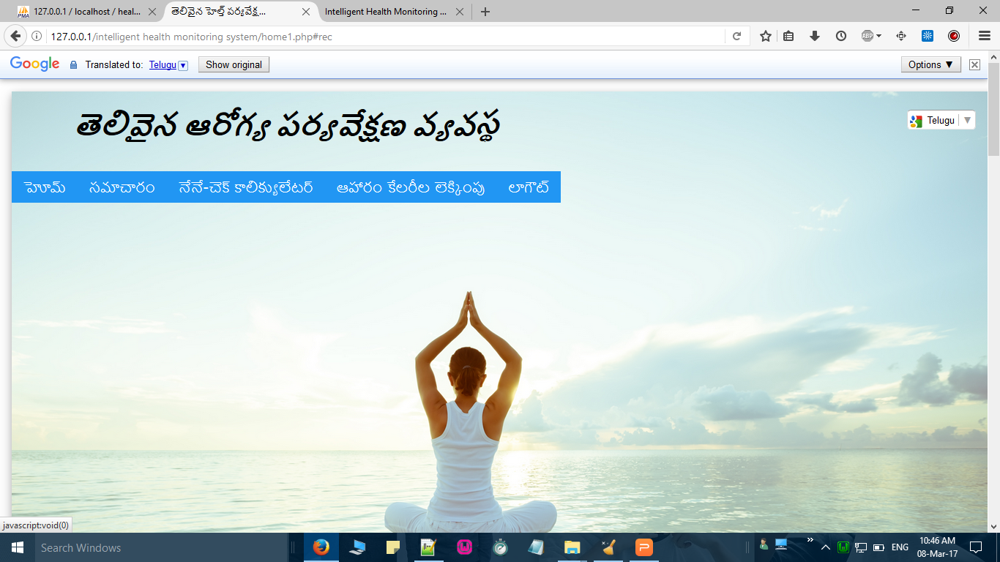 127.0.0.1 / localhost / heal...
తెలివైన హెల్త్ పర్యవేక్ష...
Intelligent Health Monitoring ...
127.0.0.1/intelligent health monitoring system/home1.php#rec
ABP
Google Translated to: Telugu Show original Options ▼
తెలివైన ఆరోగ్య పర్యవేక్షణ వ్యవస్థ
Telugu ▼
హెూమ్ సమాచారం నేనే-చెక్ కాలిక్యులేటర్ ఆహారం కేలరీల లెక్కింపు లాగౌట్
javascript:void(0)
Search Windows
ENG
10:46 AM
08-Mar-17